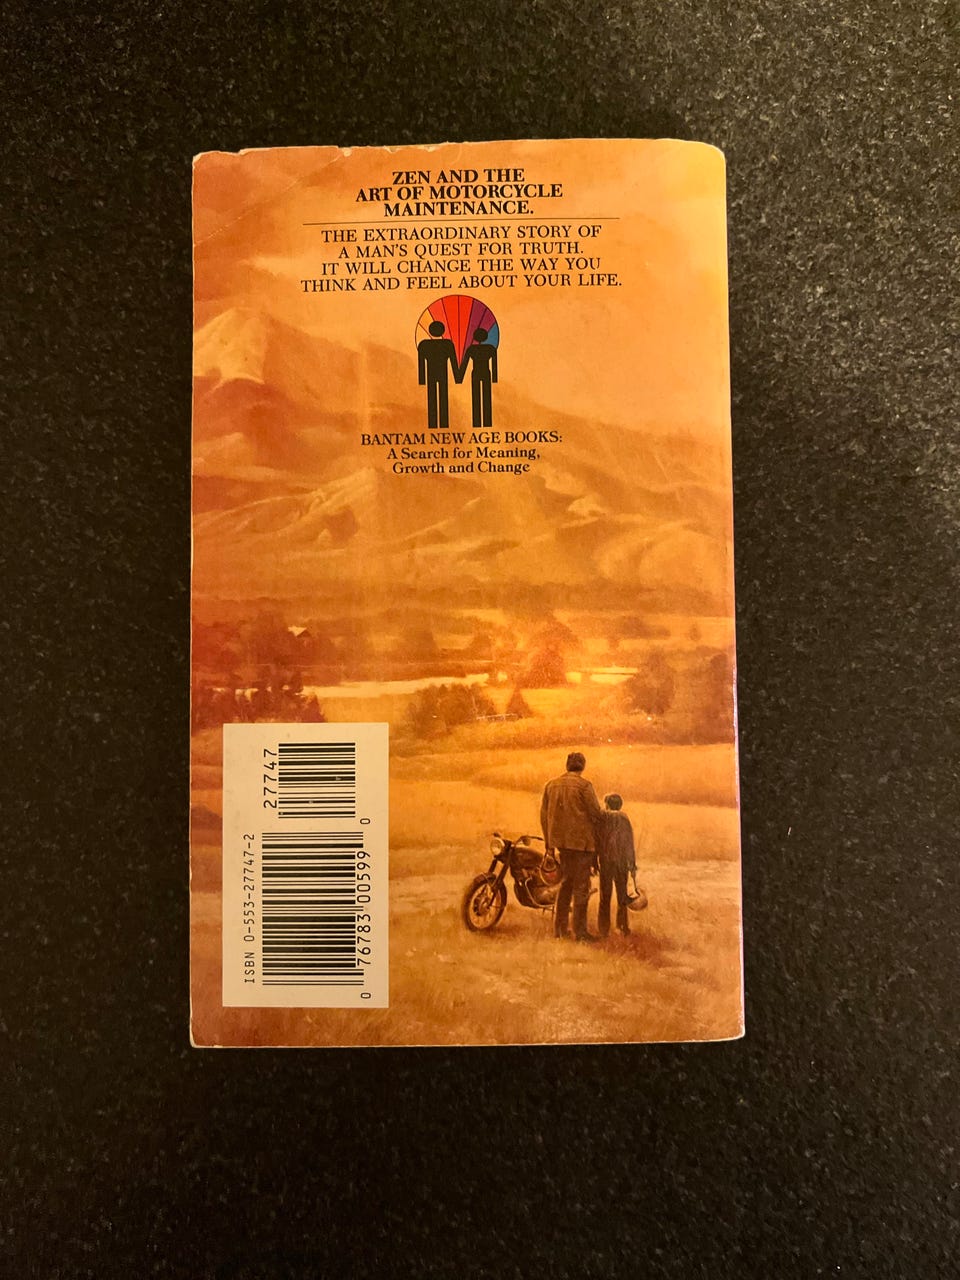 ZEN AND THE
ART OF MOTORCYCLE
MAINTENANCE.
THE EXTRAORDINARY STORY OF
A MAN'S QUEST FOR TRUTH.
IT WILL CHANGE THE WAY YOU
THINK AND FEEL ABOUT YOUR LIFE.
BANTAM NEW AGE BOOKS:
A Search for Meaning,
Growth and Change
27747
ISBN 0-553-27747-2
0 76783 00599 0